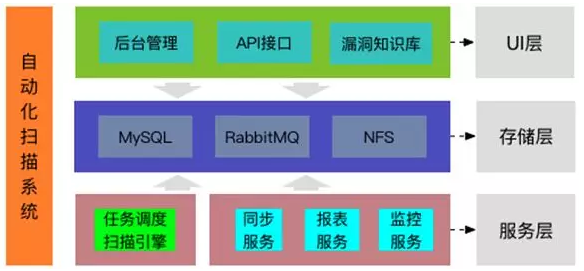 自动化扫描系统
后台管理
API接口
漏洞知识库
UI层
MySQL
RabbitMQ
NFS
存储层
任务调度
扫描引擎
同步
服务
报表
服务
监控
服务
服务层